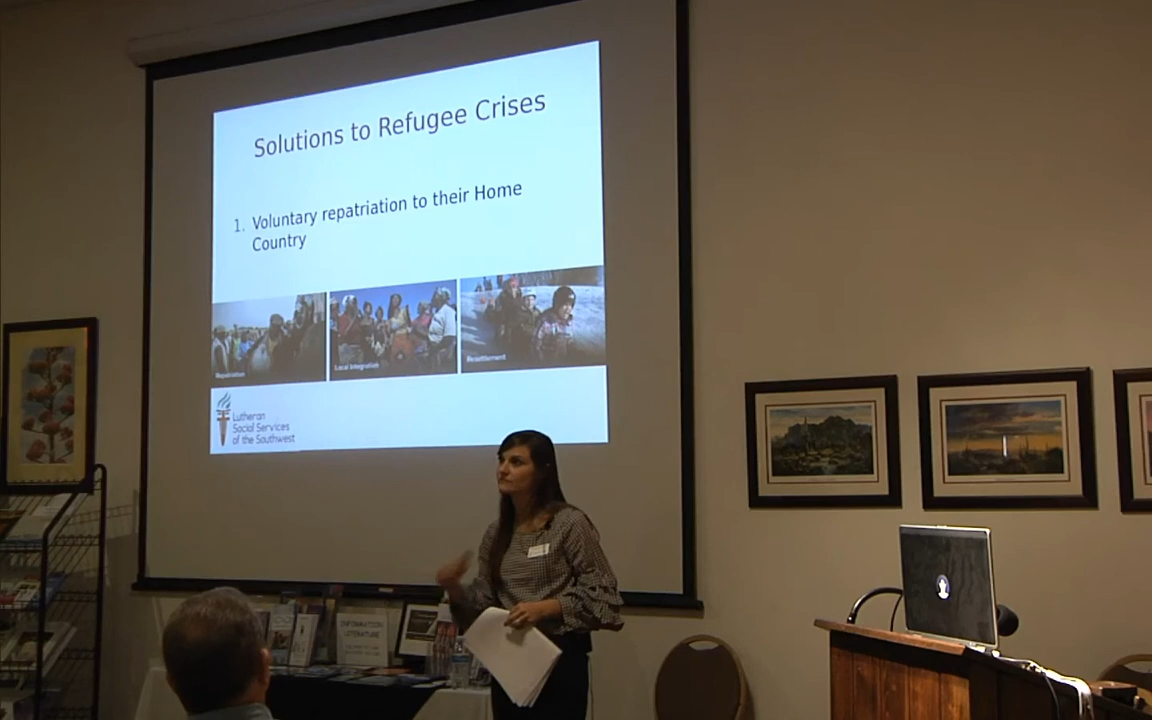 Solutions to Refugee Crises
1. Voluntary repatriation to their Home
Country
Repatriation
Local Integration
Resettlement
Lutheran
Social Services
of the Southwest
INFORMATION
LITERATURE